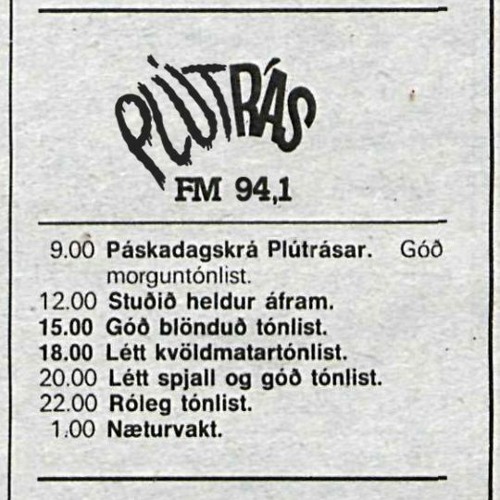 PLÚTRÁS
FM 94,1
9.00 Páskadagskrá Plútrásar. Góð
morguntónlist.
12.00 Stuðið heldur áfram.
15.00 Góð blönduð tónlist.
18.00 Létt kvöldmatartónlist.
20.00 Létt spjall og góð tónlist.
22.00 Róleg tónlist.
1.00 Næturvakt.